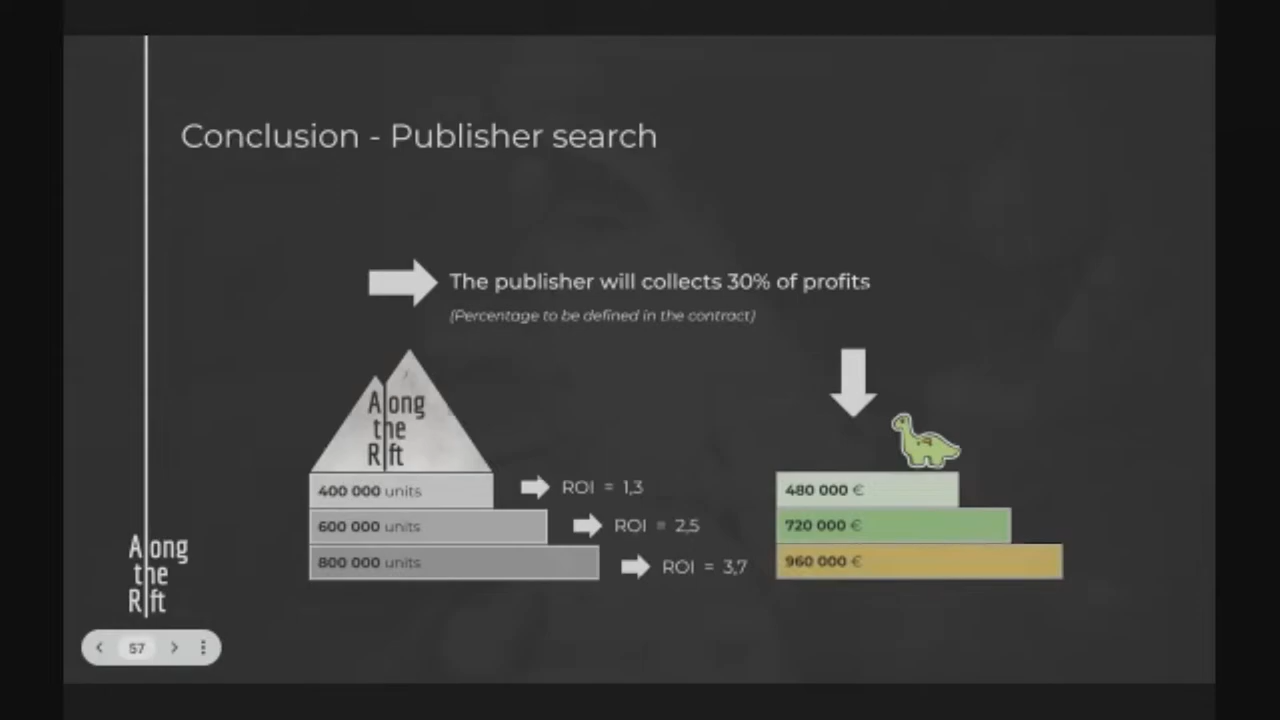 Conclusion - Publisher search
The publisher will collects 30% of profits
(Percentage to be defined in the contract)
Along
the
Rift
400 000 units
ROI = 1,3
480 000 €
600 000 units
ROI = 2,5
720 000 €
800 000 units
ROI = 3,7
960 000 €
Along
the
Rift
57